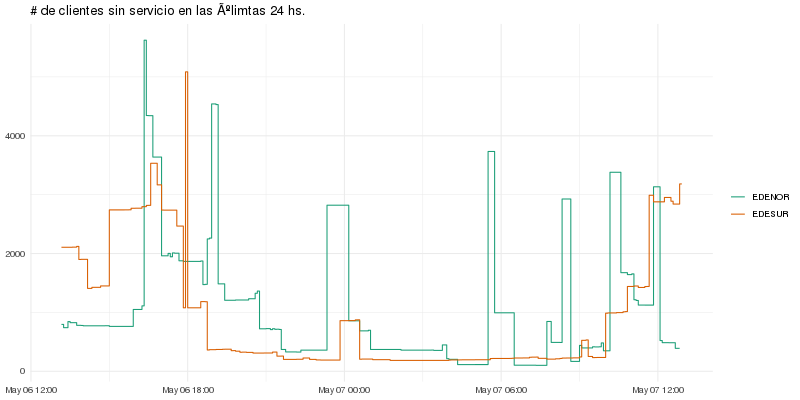 # de clientes sin servicio en las Ãºlimtas 24 hs.
4000
2000
0
May 06 12:00
May 06 18:00
May 07 00:00
May 07 06:00
May 07 12:00
EDENOR
EDESUR